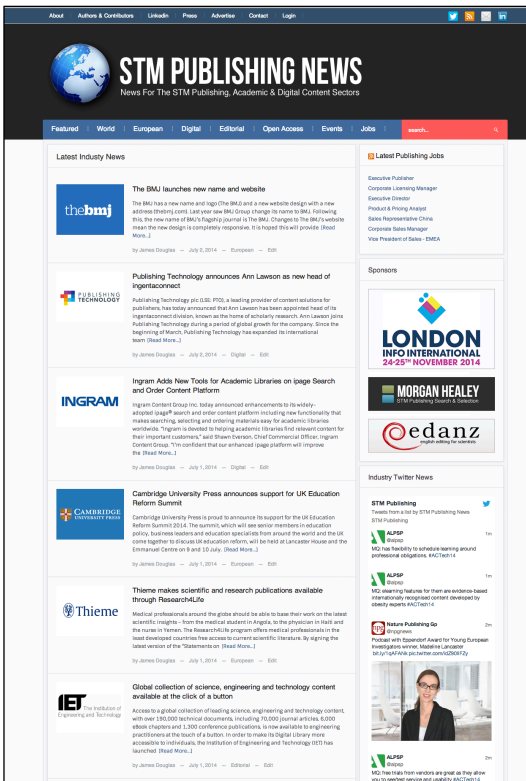 About Authors & Contributors LinkedIn Press Advertise Contact Login
STM PUBLISHING NEWS
News For The STM Publishing, Academic & Digital Content Sectors
Featured World European Digital Editorial Open Access Events Jobs search...
Latest Industy News
thebmj
The BMJ launches new name and website
The BMJ has a new name and logo (The BMJ) and a new website design with a new
address (thebmj.com). Last year saw BMJ Group change its name to BMJ. Following
this, the new name of BMJ's flagship journal is The BMJ. Changes to The BMJ's website
mean the new design is completely responsive. It is hoped this will provide [Read
More...]
by James Douglas — July 2, 2014 — European — Edit
PUBLISHING
TECHNOLOGY
Publishing Technology announces Ann Lawson as new head of
ingentaconnect
Publishing Technology plc (LSE: PTO), a leading provider of content solutions for
publishers, has today announced that Ann Lawson has been appointed head of its
ingentaconnect division, known as the home of scholarly research. Ann Lawson joins
Publishing Technology during a period of global growth for the company. Since the
beginning of March, Publishing Technology has expanded its international
team [Read More...]
by James Douglas — July 2, 2014 — Digital — Edit
INGRAM
Ingram Adds New Tools for Academic Libraries on ipage Search
and Order Content Platform
Ingram Content Group Inc. today announced enhancements to its widely-
adopted ipage® search and order content platform including new functionality that
makes searching, selecting and ordering materials easy for academic libraries
worldwide. "Ingram is devoted to helping academic libraries find relevant content for
their important customers," said Shawn Everson, Chief Commercial Officer, Ingram
Content Group. "I'm confident that our enhanced ipage platform will improve
the [Read More...]
by James Douglas — July 1, 2014 — Digital — Edit
CAMBRIDGE
UNIVERSITY PRESS
Cambridge University Press announces support for UK Education
Reform Summit
Cambridge University Press is proud to announce its support for the UK Education
Reform Summit 2014. The summit, which will see senior members in education
policy, business leaders and education specialists from around the world and the UK
come together to discuss UK education reform, will be held at Lancaster House and the
Emmanuel Centre on 9 and 10 July. [Read More...]
by James Douglas — July 1, 2014 — European — Edit
Thieme
Thieme makes scientific and research publications available
through Research4Life
Medical professionals around the globe should be able to base their work on the latest
scientific insights – from the medical student in Angola, to the physician in Haiti and
the nurse in Yemen. The Research4Life program offers medical professionals in the
least developed countries free access to current scientific literature. By signing the
latest version of the "Statements on [Read More...]
by James Douglas — July 1, 2014 — European — Edit
IET The Institution of
Engineering and Technology
Global collection of science, engineering and technology content
available at the click of a button
Access to a global collection of leading science, engineering and technology content,
with over 190,000 technical documents, including 70,000 journal articles, 6,000
eBook chapters and 1,300 conference publications, is now available to engineering
practitioners at the touch of a button. In order to make its Digital Library more
accessible to individuals, the Institution of Engineering and Technology (IET) has
launched [Read More...]
by James Douglas — July 1, 2014 — Editorial — Edit
Latest Publishing Jobs
Executive Publisher
Corporate Licensing Manager
Executive Director
Product & Pricing Analyst
Sales Representative China
Corporate Sales Manager
Vice President of Sales - EMEA
Sponsors
LONDON
INFO INTERNATIONAL
24-25TH NOVEMBER 2014
MORGAN HEALEY
STM Publishing Search & Selection
edanz
english editing for scientists
Industry Twitter News
STM Publishing
Tweets from a list by STM Publishing News.
STM Publishing
ALPSP 1m
@alpsp
MQ: has flexibility to schedule learning around
professional obligations #ACTech14
ALPSP 1m
@alpsp
MQ: elearning features for them are evidence-based
internationally recognised content developed by
obesity experts #ACTech14
npg Nature Publishing Gp 2m
@npgnews
Podcast with Eppendorf Award for Young European
Investigators winner, Madeline Lancaster
ALPSP 2m
@alpsp
MQ: free trials from vendors are great as they allow
you to see/test service and usability #ACTech14